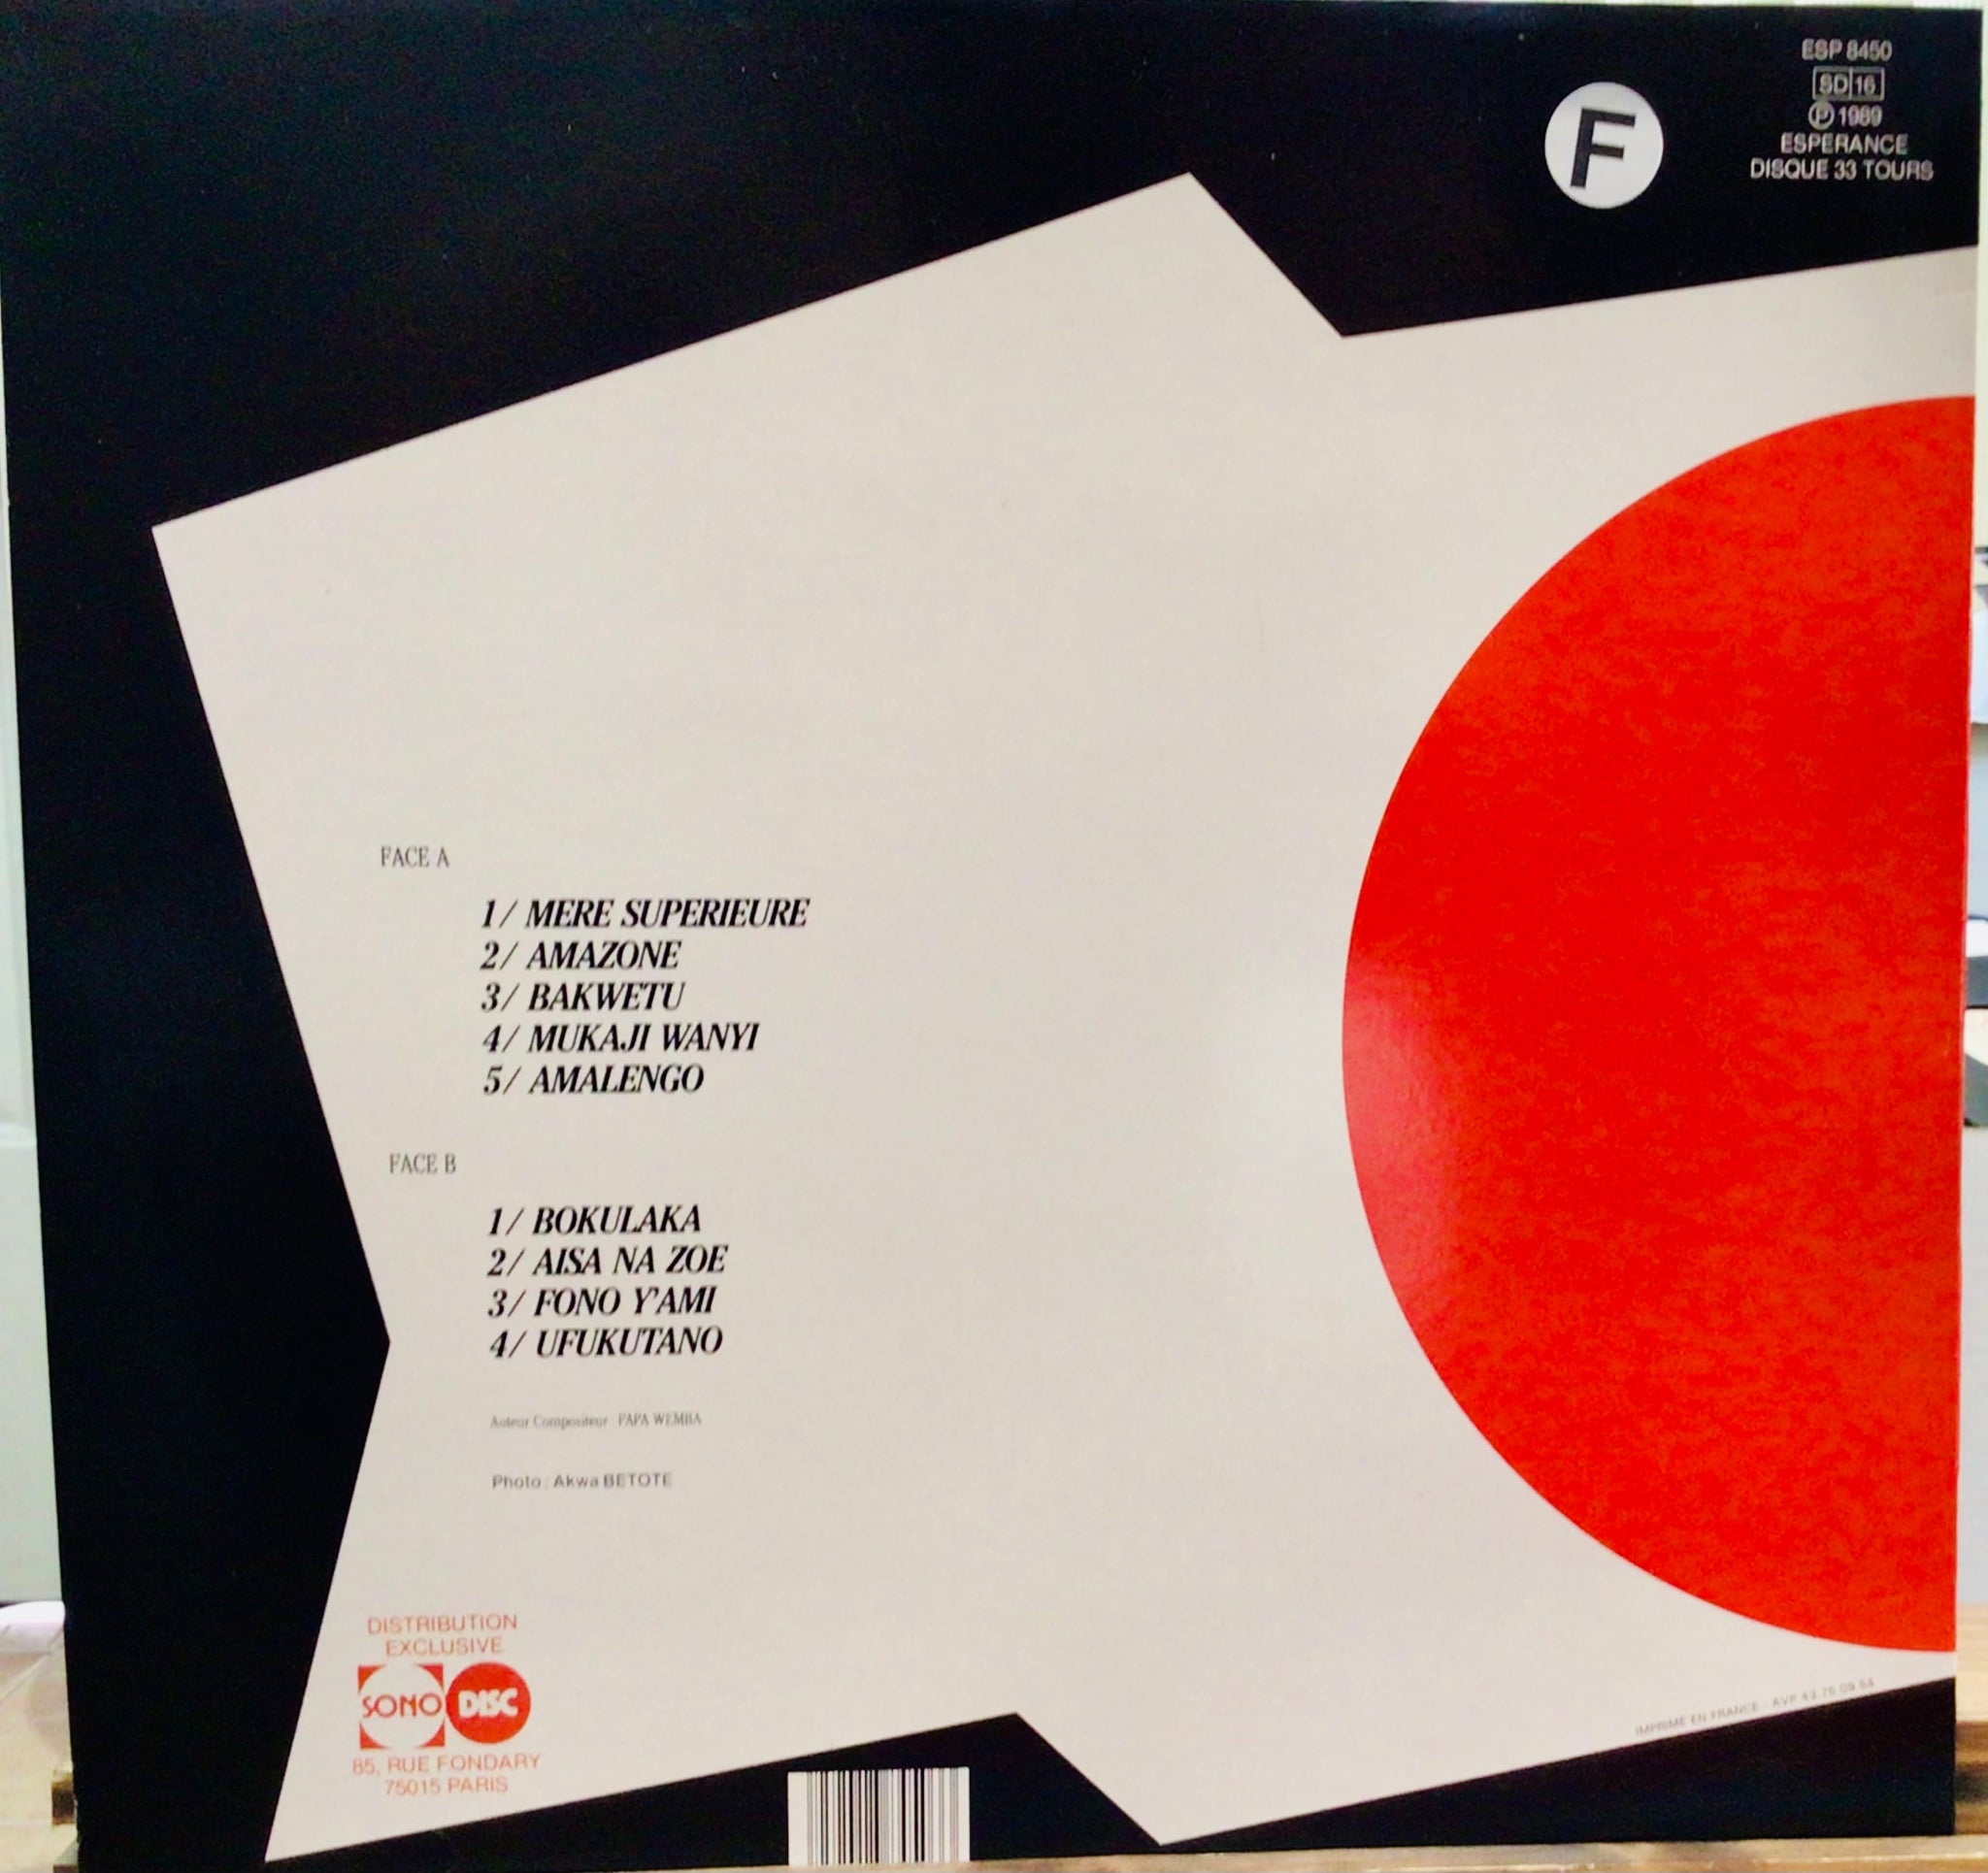 ESP 8450
SD 16
Ⓟ 1989
ESPERANCE
DISQUE 33 TOURS
F
FACE A
1/ MERE SUPERIEURE
2/ AMAZONE
3/ BAKWETU
4/ MUKAJI WANYI
5/ AMALENGO
FACE B
1/ BOKULAKA
2/ AISA NA ZOE
3/ FONO Y'AMI
4/ UFUKUTANO
Auteur Compositeur : PAPA WEMBA
Photo : Akwa BETOTE
DISTRIBUTION
EXCLUSIVE
SONO DISC
85, RUE FONDARY
75015 PARIS
IMPRIMÉ EN FRANCE - AVP